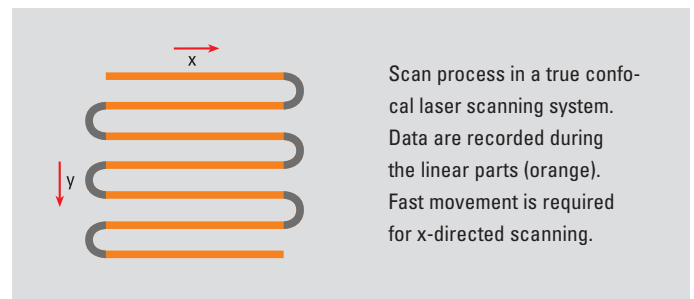 x
y
Scan process in a true confo-
cal laser scanning system.
Data are recorded during
the linear parts (orange).
Fast movement is required
for x-directed scanning.